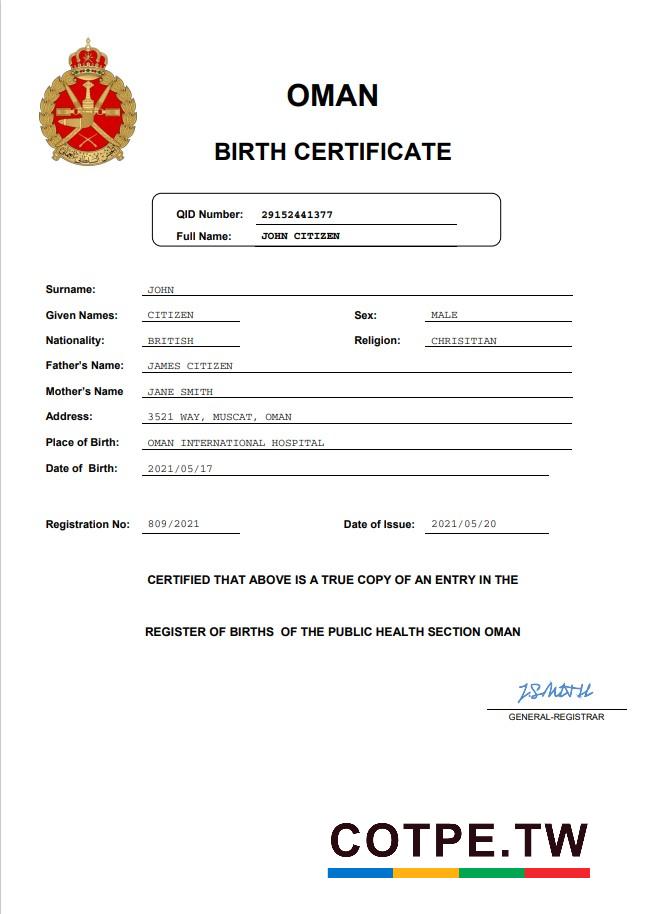 OMAN
BIRTH CERTIFICATE
QID Number: 29152441377
Full Name: JOHN CITIZEN
Surname: JOHN
Given Names: CITIZEN Sex: MALE
Nationality: BRITISH Religion: CHRISITIAN
Father's Name: JAMES CITIZEN
Mother's Name JANE SMITH
Address: 3521 WAY, MUSCAT, OMAN
Place of Birth: OMAN INTERNATIONAL HOSPITAL
Date of Birth: 2021/05/17
Registration No: 809/2021 Date of Issue: 2021/05/20
CERTIFIED THAT ABOVE IS A TRUE COPY OF AN ENTRY IN THE
REGISTER OF BIRTHS OF THE PUBLIC HEALTH SECTION OMAN
J.SMITH
GENERAL-REGISTRAR
COTPE.TW